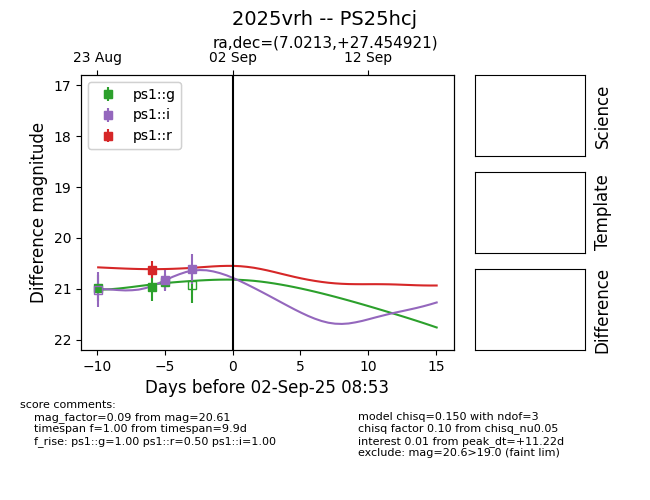 2025vrh -- PS25hcj
ra,dec=(7.0213,+27.454921)
23 Aug 02 Sep 12 Sep
ps1::g
ps1::i
ps1::r
17
18
19
20
21
22
Difference magnitude
−10 −5 0 5 10 15
Days before 02-Sep-25 08:53
Science
Template
Difference
score comments:
mag_factor=0.09 from mag=20.61
timespan f=1.00 from timespan=9.9d
f_rise: ps1::g=1.00 ps1::r=0.50 ps1::i=1.00
model chisq=0.150 with ndof=3
chisq factor 0.10 from chisq_nu0.05
interest 0.01 from peak_dt=+11.22d
exclude: mag=20.6>19.0 (faint lim)